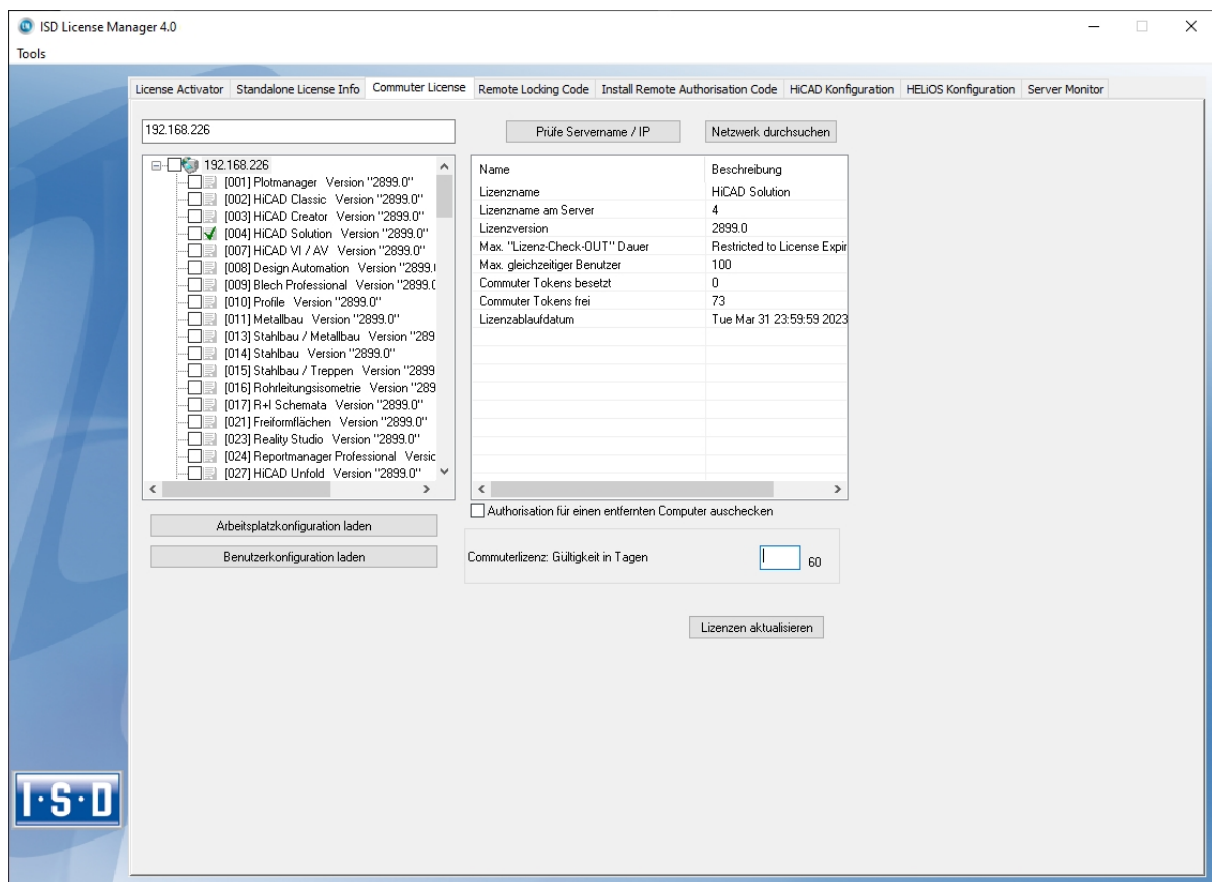 ISD License Manager 4.0
Tools
License Activator Standalone License Info Commuter License Remote Locking Code Install Remote Authorisation Code HiCAD Konfiguration HELiOS Konfiguration Server Monitor
192.168.226
Prüfe Servername / IP
Netzwerk durchsuchen
192.168.226
[001] Plotmanager Version "2899.0"
[002] HiCAD Classic Version "2899.0"
[003] HiCAD Creator Version "2899.0"
[004] HiCAD Solution Version "2899.0"
[007] HiCAD VI / AV Version "2899.0"
[008] Design Automation Version "2899.
[009] Blech Professional Version "2899.
[010] Profile Version "2899.0"
[011] Metallbau Version "2899.0"
[013] Stahlbau / Metallbau Version "289
[014] Stahlbau Version "2899.0"
[015] Stahlbau / Treppen Version "2899
[016] Rohrleitungsisometrie Version "289
[017] R+I Schemata Version "2899.0"
[021] Freiformflächen Version "2899.0"
[023] Reality Studio Version "2899.0"
[024] Reportmanager Professional Versic
[027] HiCAD Unfold Version "2899.0"
Name Beschreibung
Lizenzname HiCAD Solution
Lizenzname am Server 4
Lizenzversion 2899.0
Max. "Lizenz-Check-OUT" Dauer Restricted to License Expir
Max. gleichzeitiger Benutzer 100
Commuter Tokens besetzt 0
Commuter Tokens frei 73
Lizenzablaufdatum Tue Mar 31 23:59:59 2023
Arbeitsplatzkonfiguration laden
Benutzerkonfiguration laden
Authorisation für einen entfernten Computer auschecken
Commuterlizenz: Gültigkeit in Tagen 60
Lizenzen aktualisieren
I·S·D